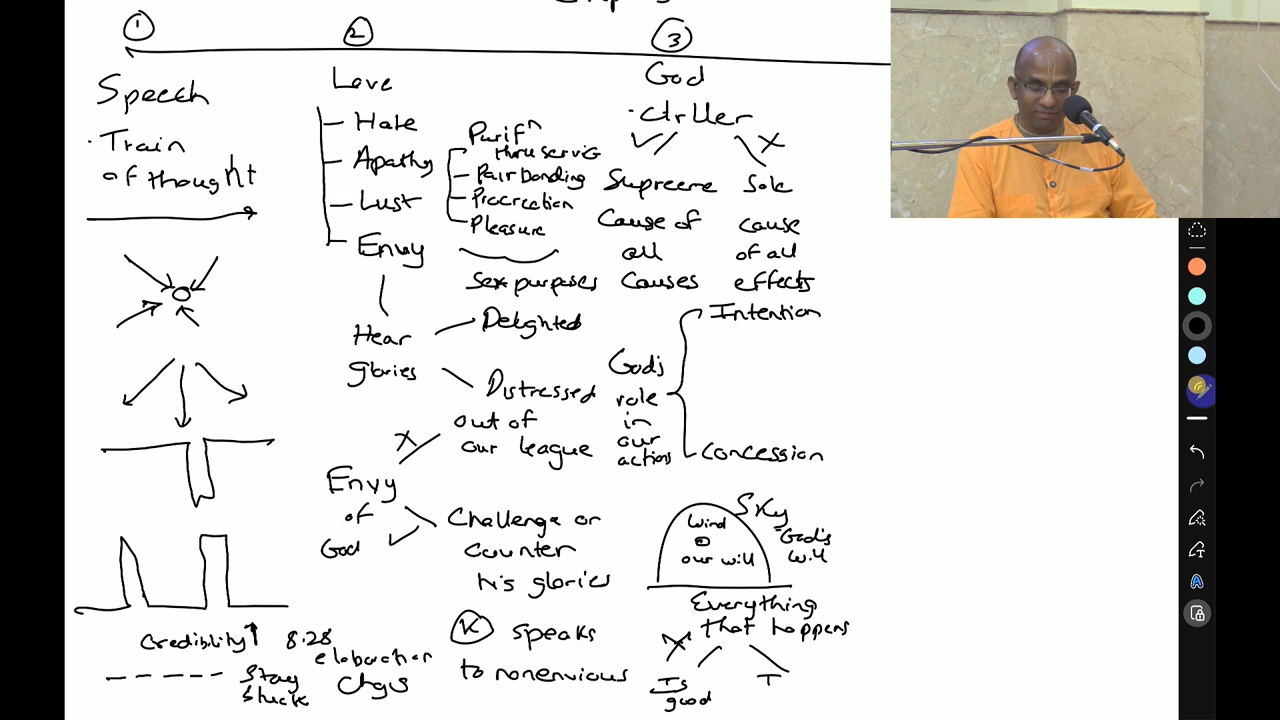 1
Speech
· Train
of thought
Credibility ↑ 8.28
elaboration
Stay
stuck
Chgus
2
Love
Hate
Apathy
Lust
Envy
Purifn
thru service
Pair bonding
Procreation
Pleasure
Sex purposes
Hear
glories
Delighted
Distressed
Envy
of
God
out of
our league
Challenge or
counter
his glories
K speaks
to nonenvious
3
God
· Ctrller
Supreme
Cause of
all
Causes
Sole
cause
of all
effects
God's
role
in
our
actions
Intention
Concession
Sky
God's
will
wind
our will
Everything
that happens
Is
good
I